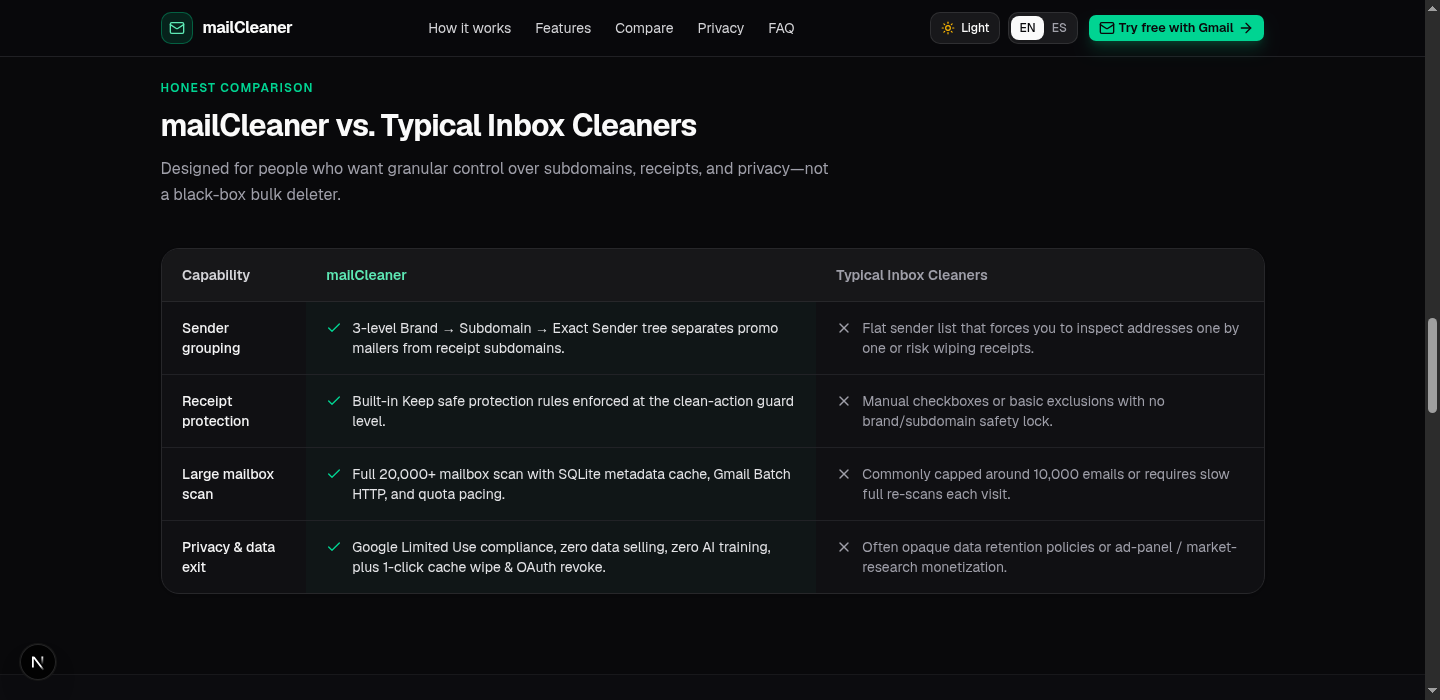 mailCleaner
How it works
Features
Compare
Privacy
FAQ
Light
EN
ES
Try free with Gmail →
HONEST COMPARISON
mailCleaner vs. Typical Inbox Cleaners
Designed for people who want granular control over subdomains, receipts, and privacy—not
a black-box bulk deleter.
Capability
mailCleaner
Typical Inbox Cleaners
Sender
grouping
3-level Brand → Subdomain → Exact Sender tree separates promo
mailers from receipt subdomains.
Flat sender list that forces you to inspect addresses one by
one or risk wiping receipts.
Receipt
protection
Built-in Keep safe protection rules enforced at the clean-action guard
level.
Manual checkboxes or basic exclusions with no
brand/subdomain safety lock.
Large mailbox
scan
Full 20,000+ mailbox scan with SQLite metadata cache, Gmail Batch
HTTP, and quota pacing.
Commonly capped around 10,000 emails or requires slow
full re-scans each visit.
Privacy & data
exit
Google Limited Use compliance, zero data selling, zero AI training,
plus 1-click cache wipe & OAuth revoke.
Often opaque data retention policies or ad-panel / market-
research monetization.
N